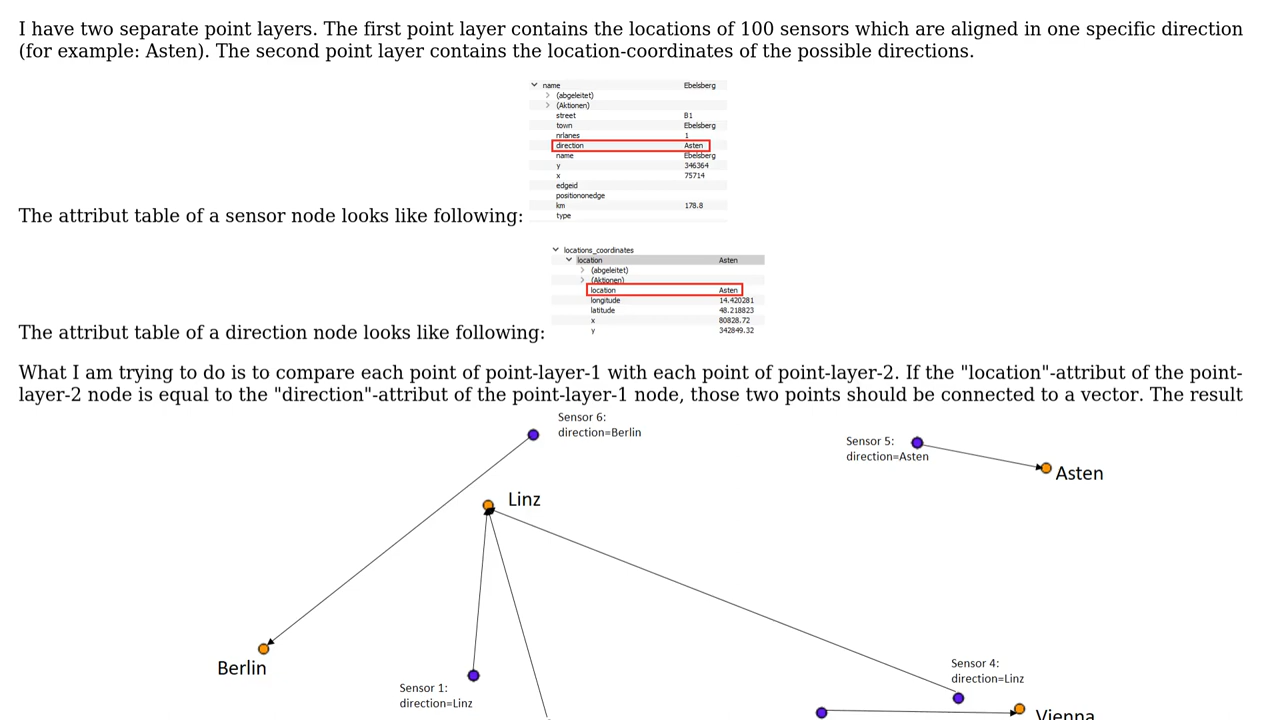 I have two separate point layers. The first point layer contains the locations of 100 sensors which are aligned in one specific direction
(for example: Asten). The second point layer contains the location-coordinates of the possible directions.
name Ebelsberg
(abgeleitet)
(Aktionen)
street B1
town Ebelsberg
nrlanes 1
direction Asten
name Ebelsberg
y 346364
x 75714
edgeid
positiononedge
km 178.8
type
The attribut table of a sensor node looks like following:
locations_coordinates
location Asten
(abgeleitet)
(Aktionen)
location Asten
longitude 14.420281
latitude 48.218823
x 80828.72
y 342849.32
The attribut table of a direction node looks like following:
What I am trying to do is to compare each point of point-layer-1 with each point of point-layer-2. If the "location"-attribut of the point-
layer-2 node is equal to the "direction"-attribut of the point-layer-1 node, those two points should be connected to a vector. The result
Sensor 6:
direction=Berlin
Sensor 5:
direction=Asten
Asten
Linz
Berlin
Sensor 1:
direction=Linz
Sensor 4:
direction=Linz
Vienna